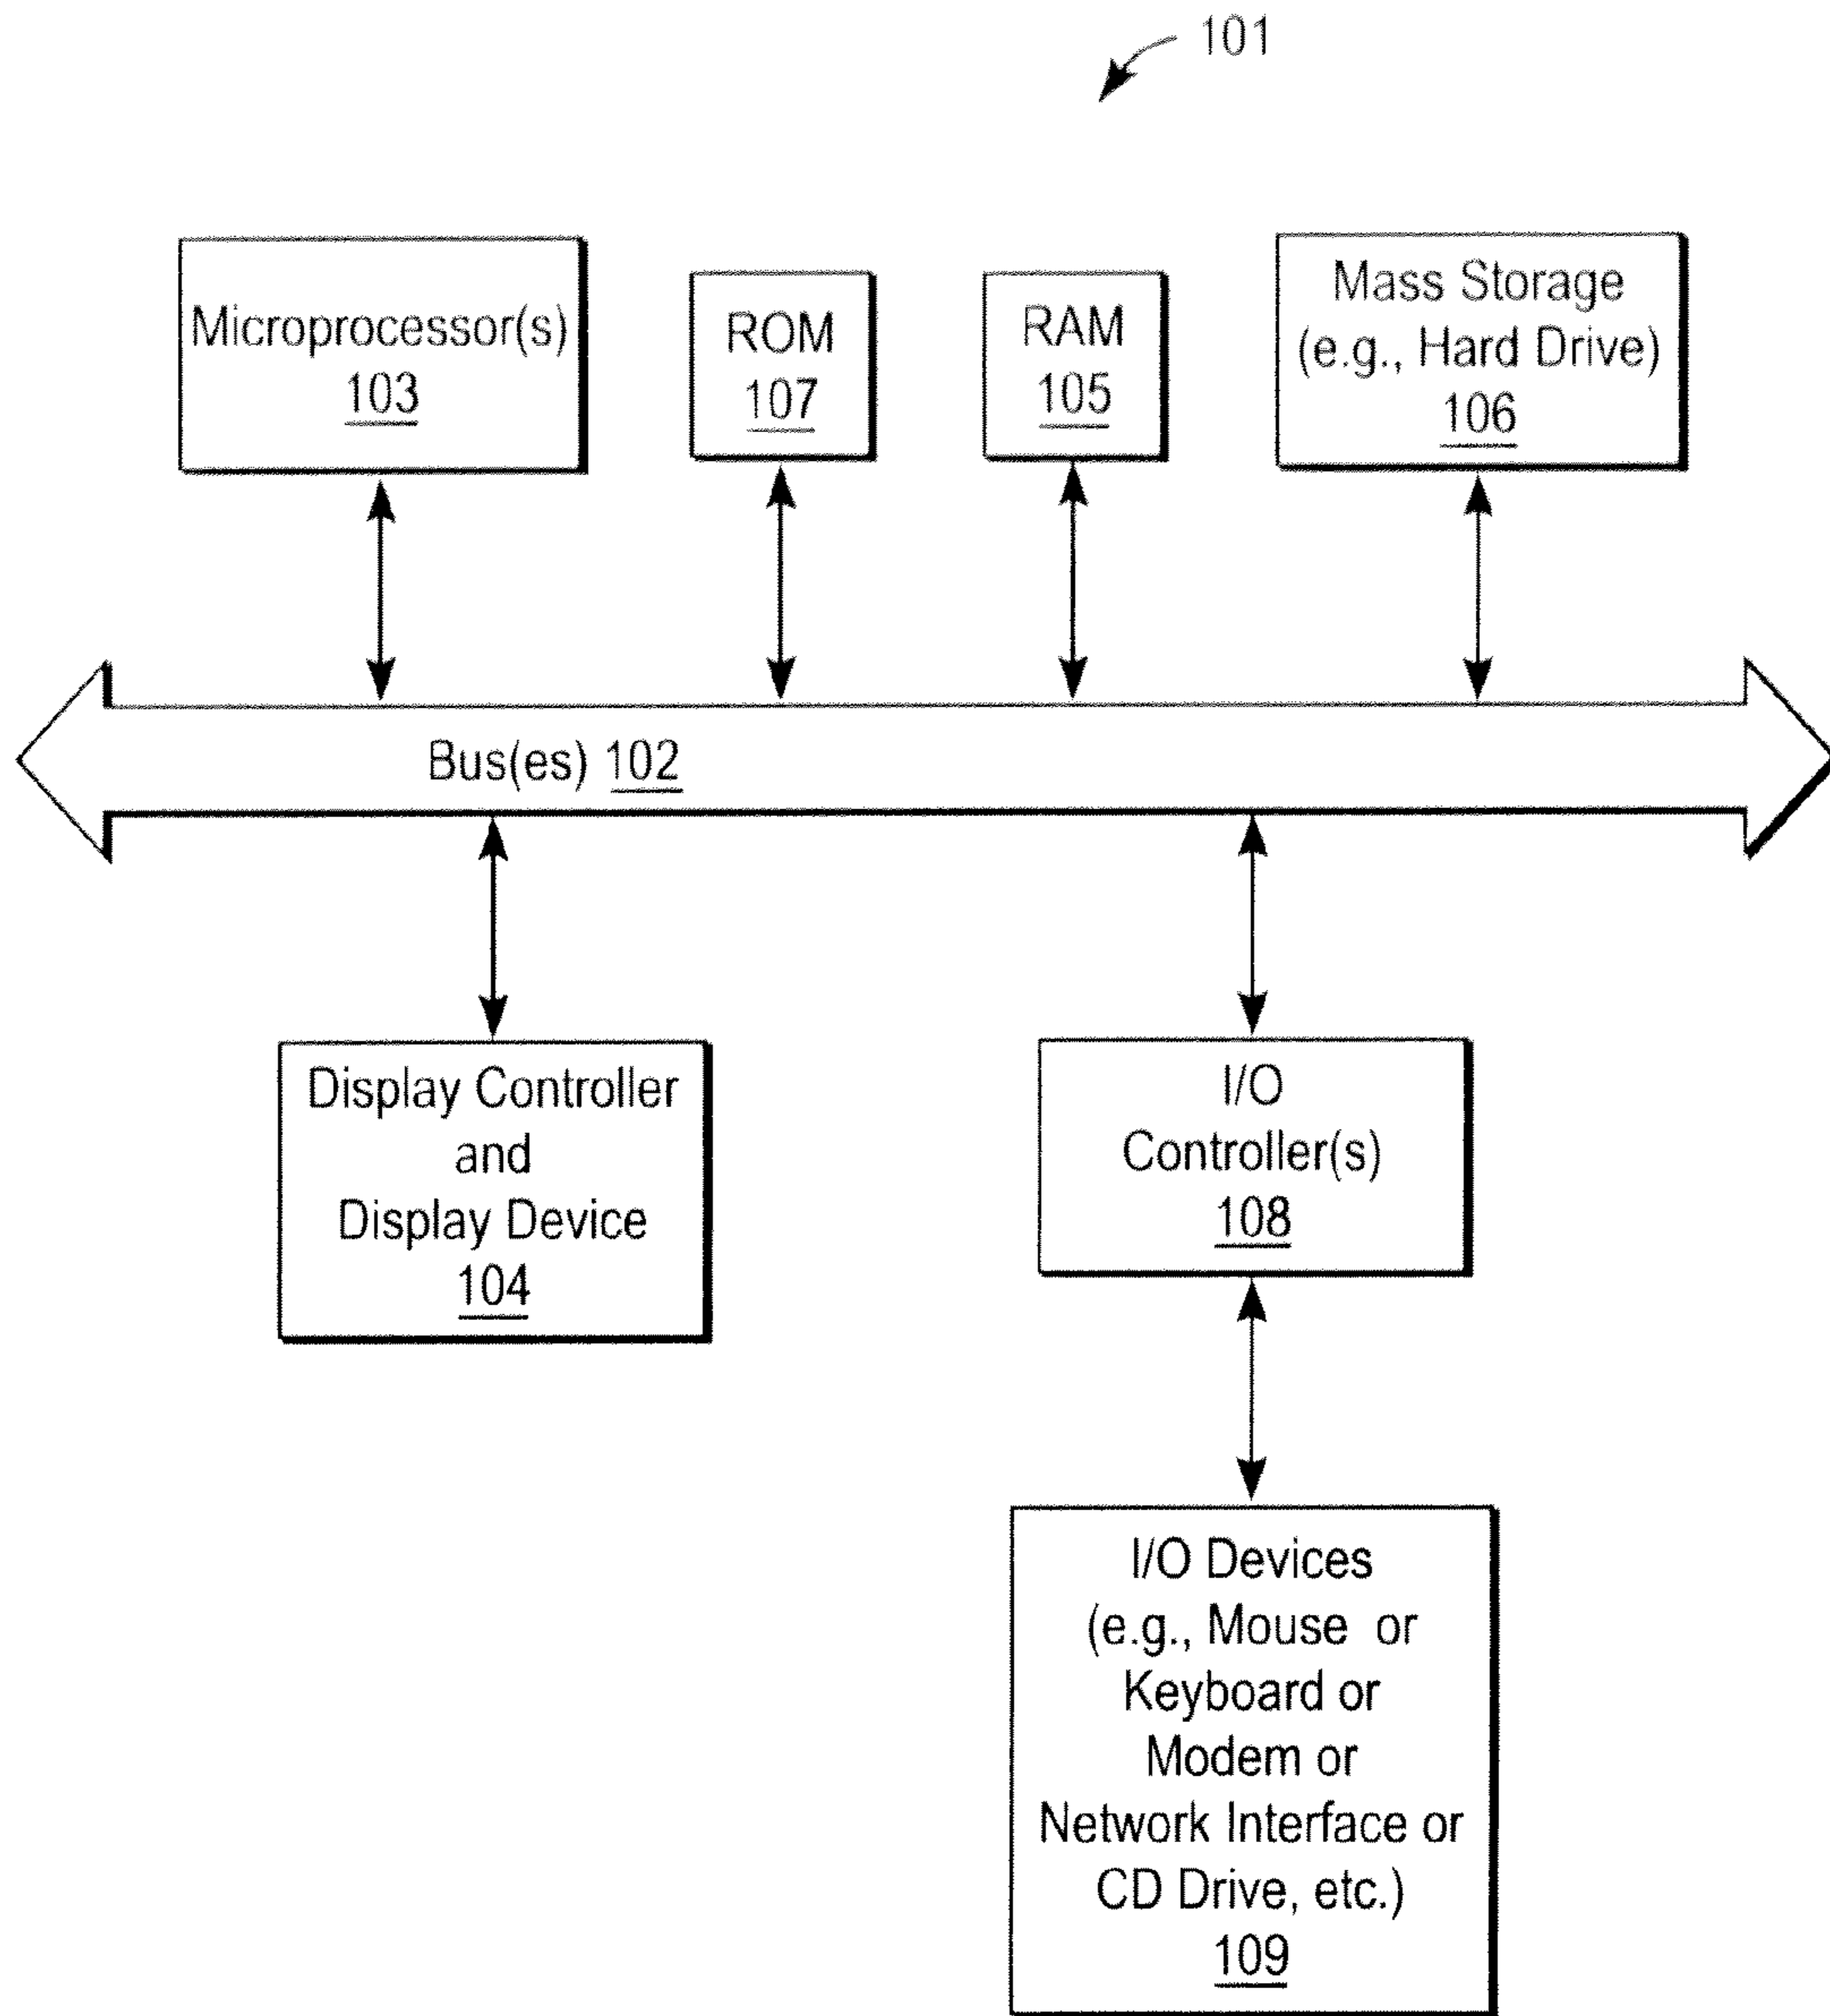 101
Microprocessor(s)
103
ROM
107
RAM
105
Mass Storage
(e.g., Hard Drive)
106
Bus(es) 102
Display Controller
and
Display Device
104
I/O
Controller(s)
108
I/O Devices
(e.g., Mouse or
Keyboard or
Modem or
Network Interface or
CD Drive, etc.)
109